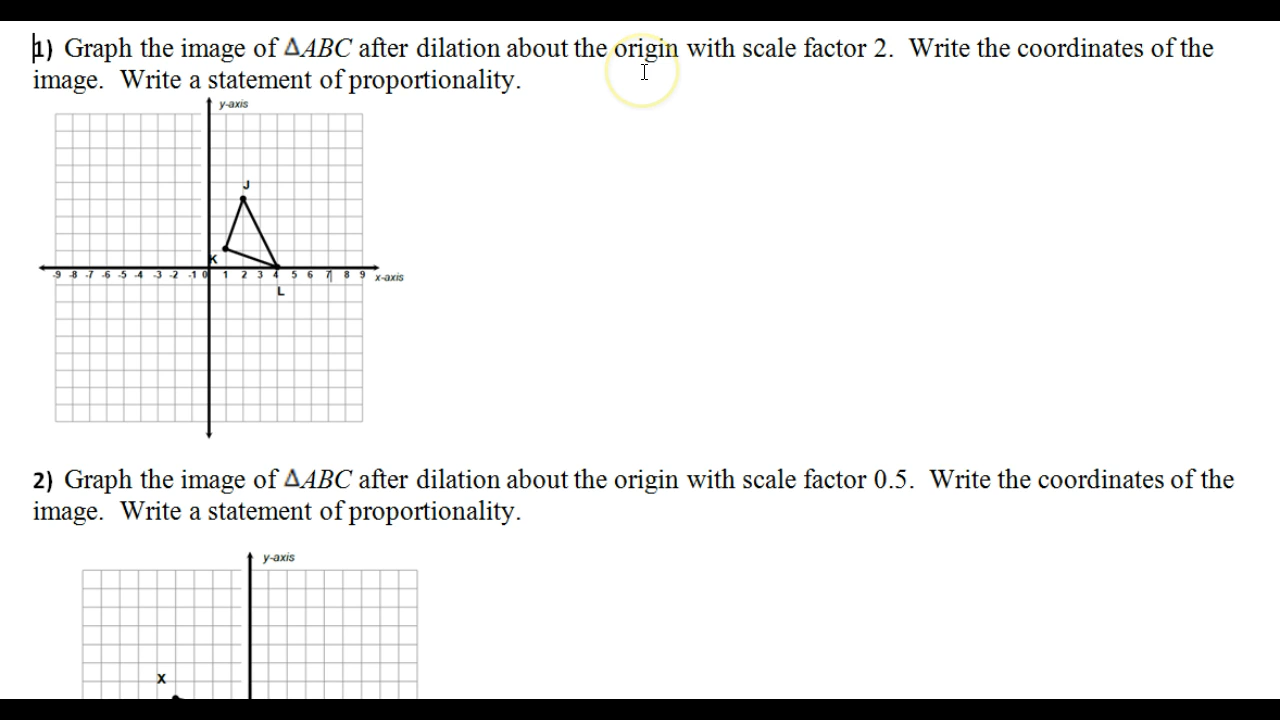 1) Graph the image of ΔABC after dilation about the origin with scale factor 2. Write the coordinates of the
image. Write a statement of proportionality.
y-axis
J
K
-9 -8 -7 -6 -5 -4 -3 -2 -1 0 1 2 3 4 5 6 7 8 9 x-axis
L
2) Graph the image of ΔABC after dilation about the origin with scale factor 0.5. Write the coordinates of the
image. Write a statement of proportionality.
y-axis
X